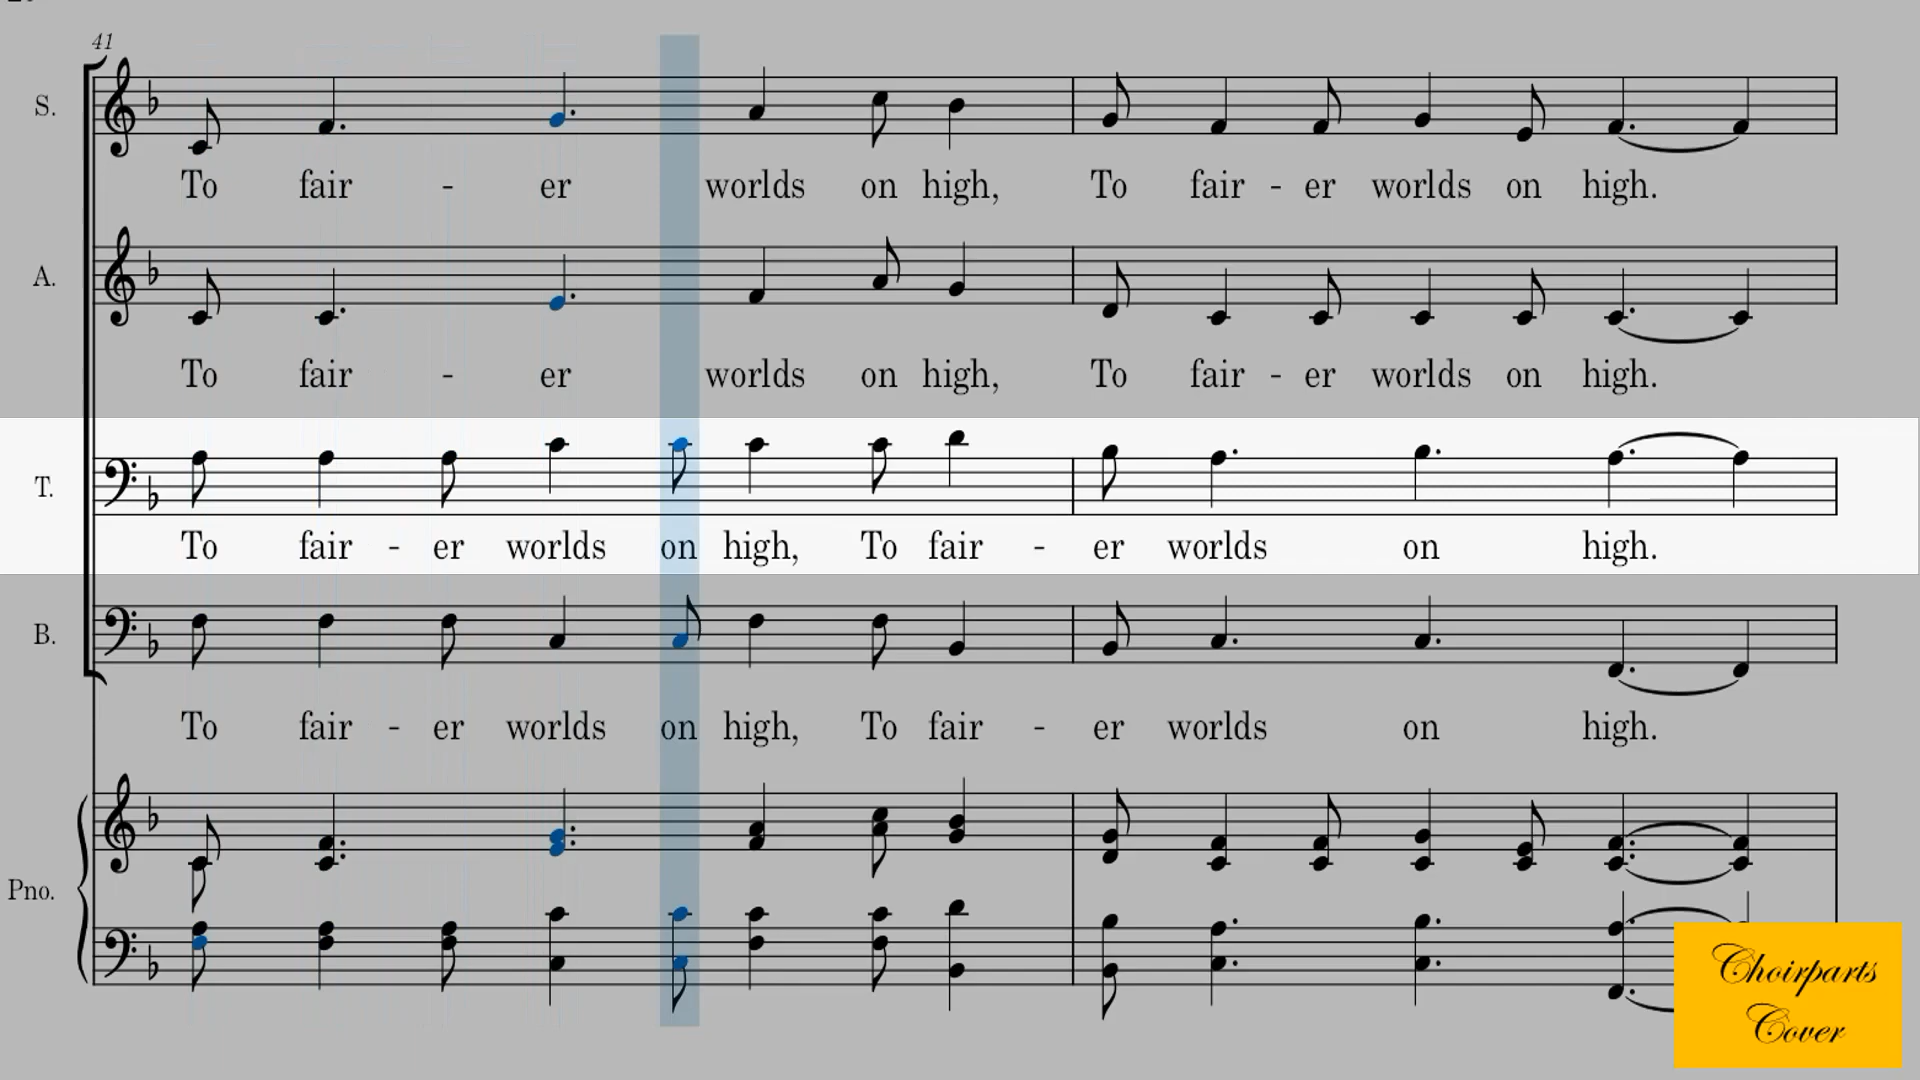 41
S.
To fair - er worlds on high, To fair - er worlds on high.
A.
To fair - er worlds on high, To fair - er worlds on high.
T.
To fair - er worlds on high, To fair - er worlds on high.
B.
To fair - er worlds on high, To fair - er worlds on high.
Pno.
Choirparts
Cover